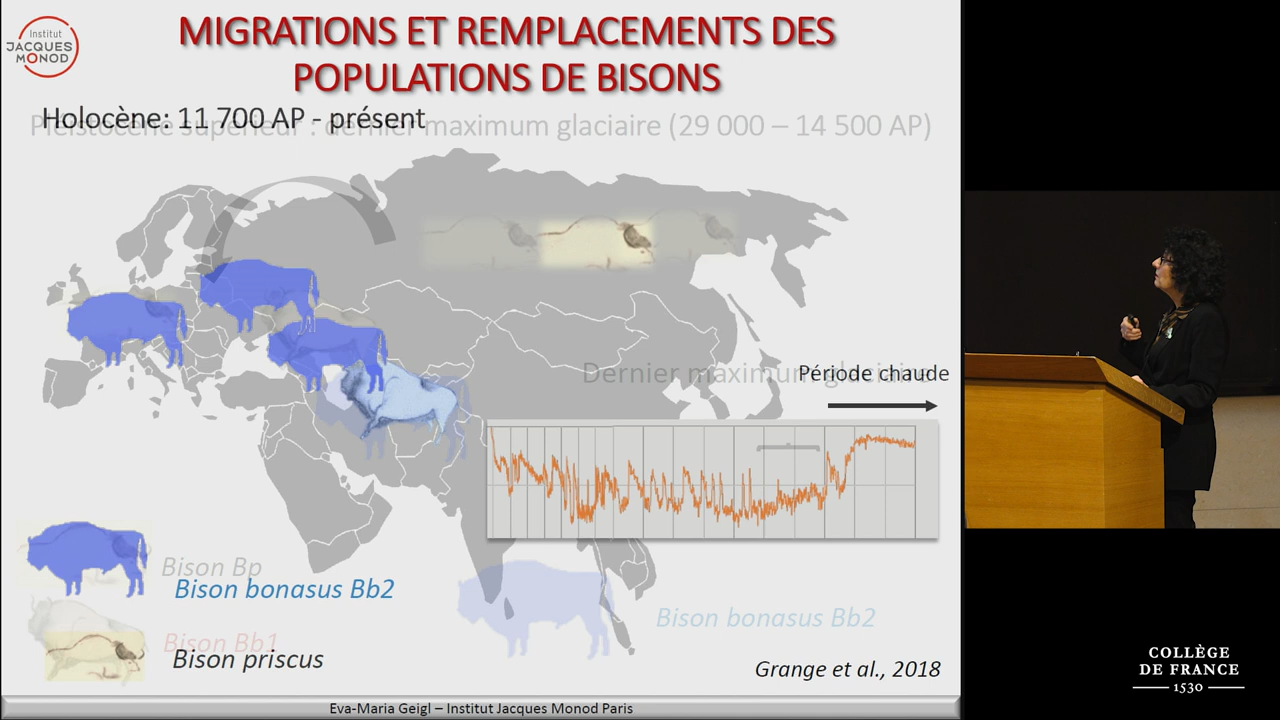 Institut
JACQUES
MONOD
MIGRATIONS ET REMPLACEMENTS DES
POPULATIONS DE BISONS
Holocène: 11 700 AP - présent
Pléistocène supérieur : dernier maximum glaciaire (29 000 – 14 500 AP)
Dernier maximum glaciaire
Période chaude
Bison Bp
Bison bonasus Bb2
Bison Bb1
Bison priscus
Bison bonasus Bb2
Grange et al., 2018
Eva-Maria Geigl – Institut Jacques Monod Paris
COLLÈGE
DE FRANCE
1530